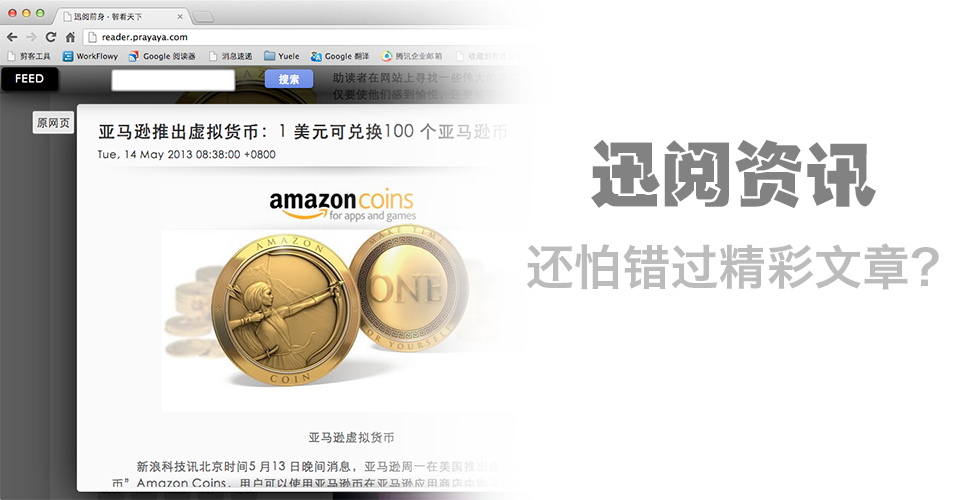 迅阅前身 - 智看天下
reader.prayaya.com
剪客工具 WorkFlowy Google 阅读器 消息速递 Yuele Google 翻译 腾讯企业邮箱
FEED 搜索
助读者在网站上寻找一些伟大的
仅要使他们感到愉悦，还
原网页
亚马逊推出虚拟货币：1 美元可兑换100 个亚马逊币
Tue, 14 May 2013 08:38:00 +0800
amazon coins
for apps and games
AMAZON
COIN
MAKE TIME
ONE
FOR YOURSELF
亚马逊虚拟货币
新浪科技讯北京时间5 月13 日晚间消息，亚马逊周一在美国推出虚
币”Amazon Coins，用户可以使用亚马逊币在亚马逊应用商店中
迅阅资讯
还怕错过精彩文章？